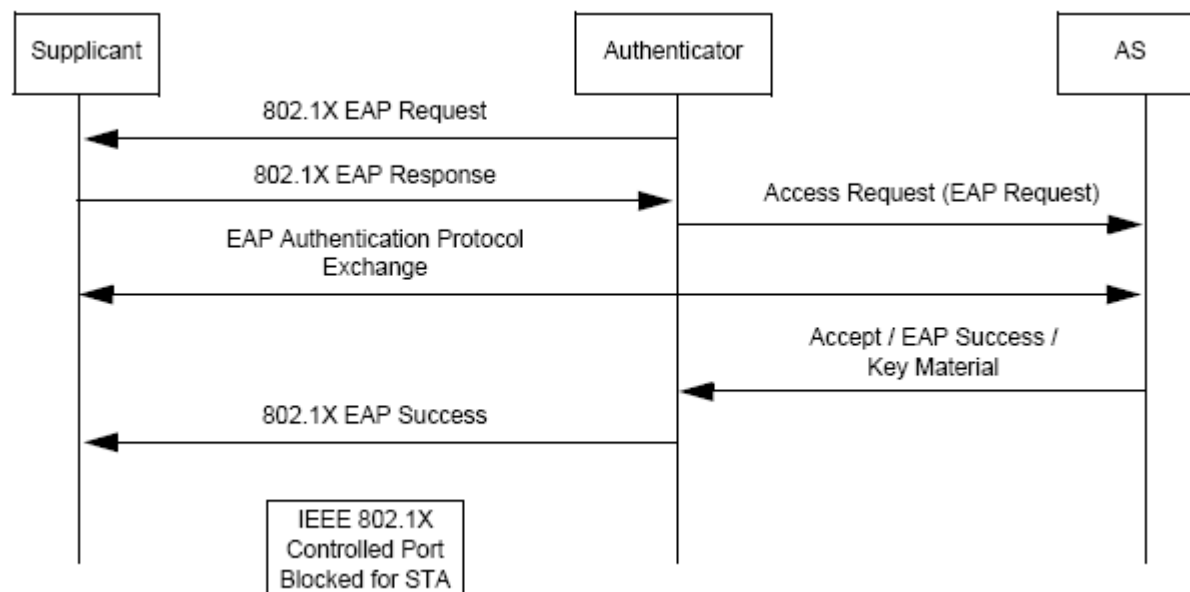 Supplicant
Authenticator
AS
802.1X EAP Request
802.1X EAP Response
Access Request (EAP Request)
EAP Authentication Protocol
Exchange
Accept / EAP Success /
Key Material
802.1X EAP Success
IEEE 802.1X
Controlled Port
Blocked for STA